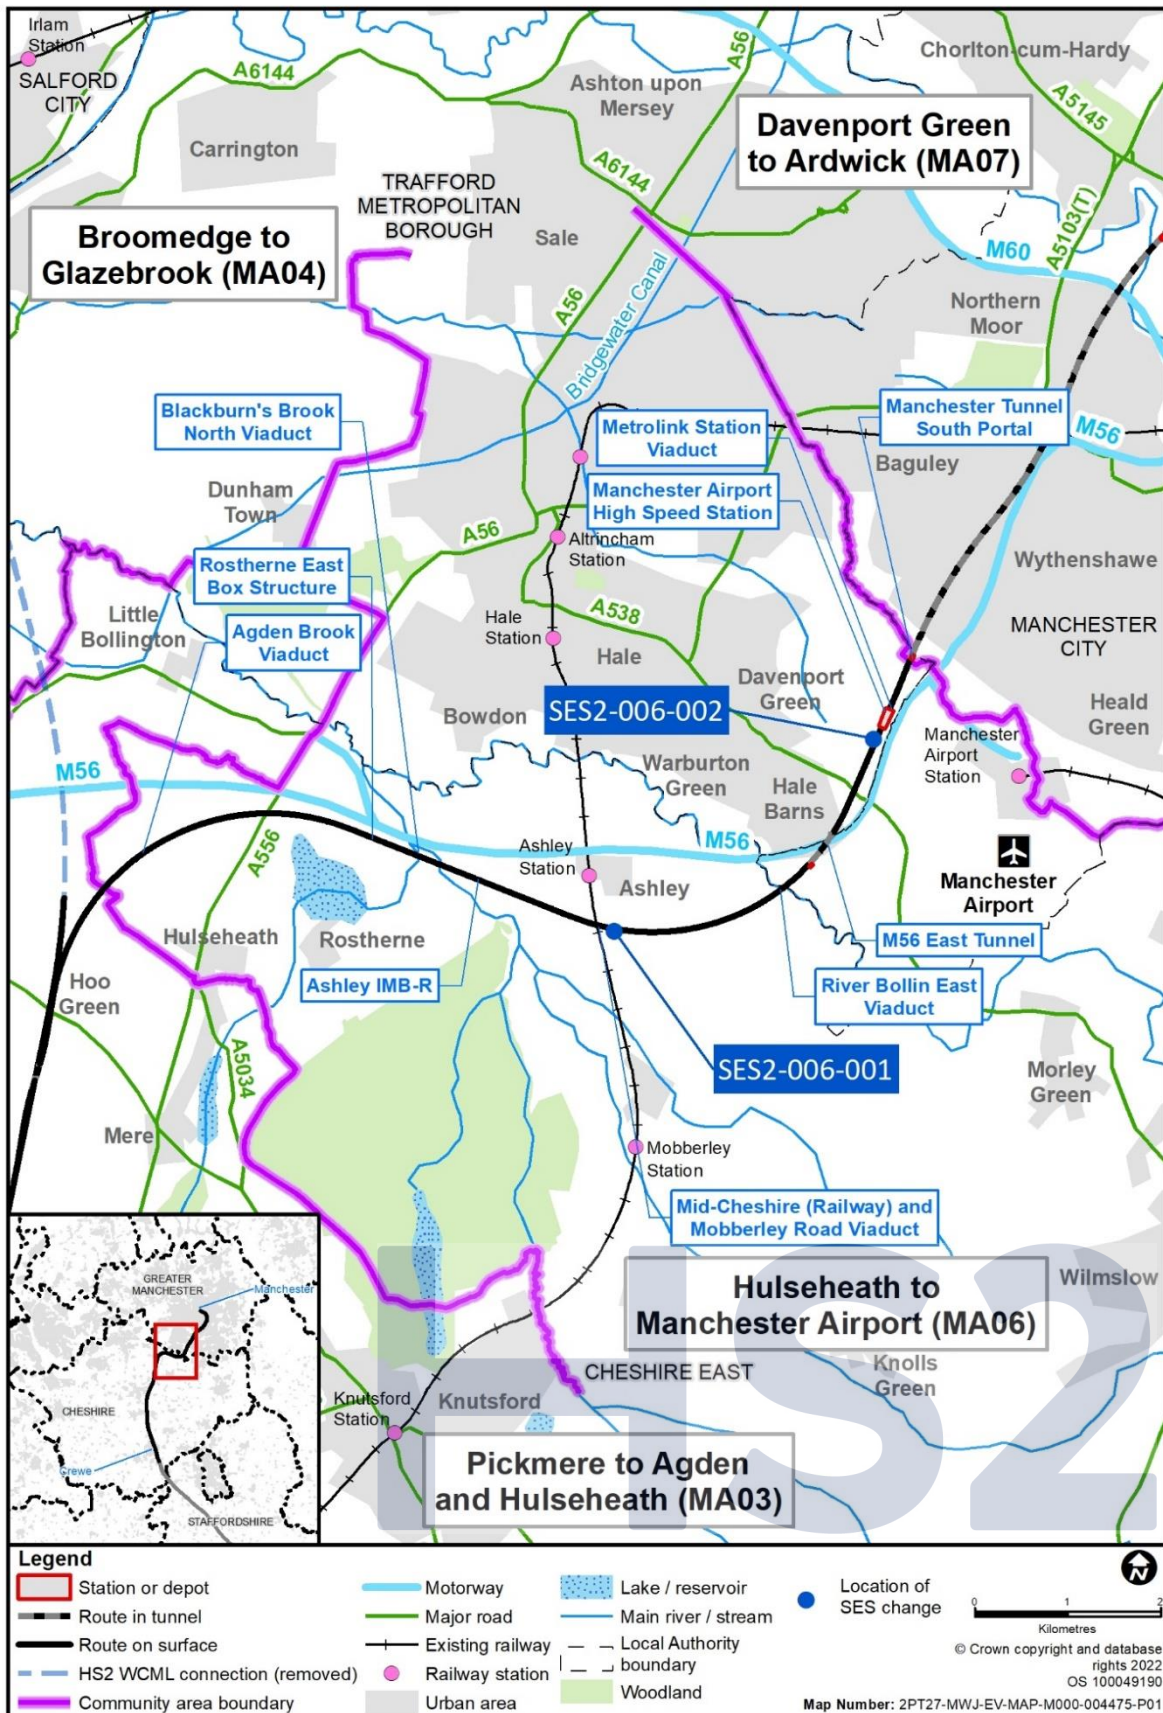 Irlam
Station
SALFORD
CITY
A6144
A56
Chorlton-cum-Hardy
Ashton upon
Mersey
A5145
Carrington
Davenport Green
to Ardwick (MA07)
A6144
TRAFFORD
METROPOLITAN
BOROUGH
Broomedge to
Glazebrook (MA04)
Sale
A5103(T)
M60
A56
Bridgewater Canal
Northern
Moor
Blackburn's Brook
North Viaduct
Metrolink Station
Viaduct
Manchester Tunnel
South Portal
M56
Baguley
Dunham
Town
Manchester Airport
High Speed Station
A56
Altrincham
Station
Rostherne East
Box Structure
Wythenshawe
Little
Bollington
Agden Brook
Viaduct
A538
Hale
Station
Hale
MANCHESTER
CITY
Davenport
Green
SES2-006-002
Bowdon
Heald
Green
Manchester
Airport
Station
M56
Warburton
Green
Hale
Barns
A556
M56
Ashley
Station
Ashley
Manchester
Airport
Hulseheath
Rostherne
M56 East Tunnel
Hoo
Green
Ashley IMB-R
River Bollin East
Viaduct
A5034
SES2-006-001
Morley
Green
Mere
Mobberley
Station
Mid-Cheshire (Railway) and
Mobberley Road Viaduct
HS2
Hulseheath to
Manchester Airport (MA06)
Wilmslow
GREATER
MANCHESTER
Manchester
CHESHIRE
Crewe
STAFFORDSHIRE
CHESHIRE EAST
Knolls
Green
Knutsford
Station
Knutsford
Pickmere to Agden
and Hulseheath (MA03)
Legend
Station or depot
Route in tunnel
Route on surface
HS2 WCML connection (removed)
Community area boundary
Motorway
Major road
Existing railway
Railway station
Urban area
Lake / reservoir
Main river / stream
Local Authority
boundary
Woodland
Location of
SES change
N
0 1 2
Kilometres
© Crown copyright and database
rights 2022
OS 100049190
Map Number: 2PT27-MWJ-EV-MAP-M000-004475-P01